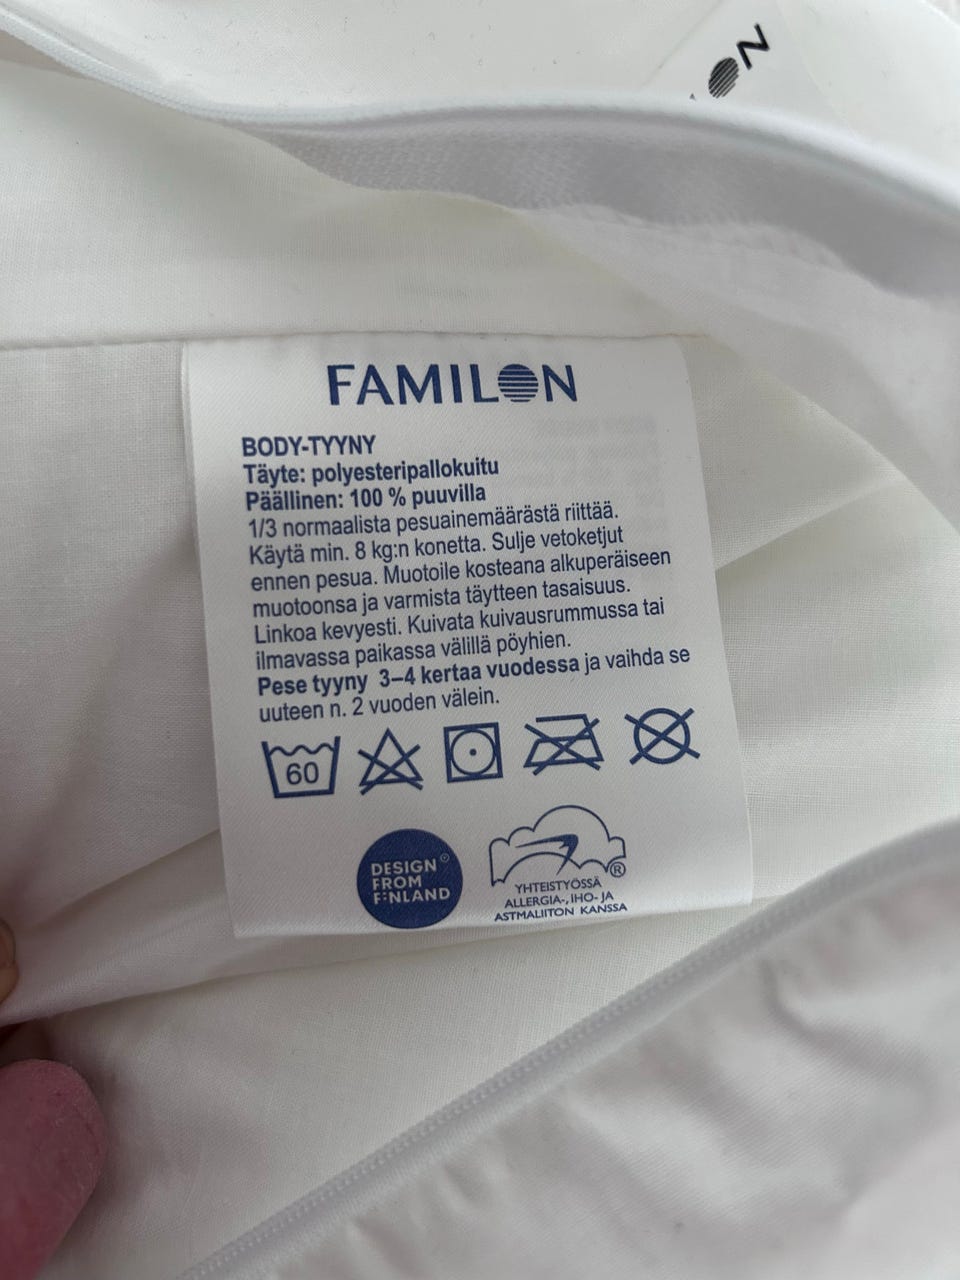 ON
FAMILON
BODY-TYYNY
Täyte: polyesteripallokuitu
Päällinen: 100 % puuvilla
1/3 normaalista pesuainemäärästä riittää.
Käytä min. 8 kg:n konetta. Sulje vetoketjut
ennen pesua. Muotoile kosteana alkuperäiseen
muotoonsa ja varmista täytteen tasaisuus.
Linkoa kevyesti. Kuivata kuivausrummussa tai
ilmavassa paikassa välillä pöyhien.
Pese tyyny 3–4 kertaa vuodessa ja vaihda se
uuteen n. 2 vuoden välein.
60
DESIGN®
FROM
FINLAND
®
YHTEISTYÖSSÄ
ALLERGIA-, IHO- JA
ASTMALIITON KANSSA